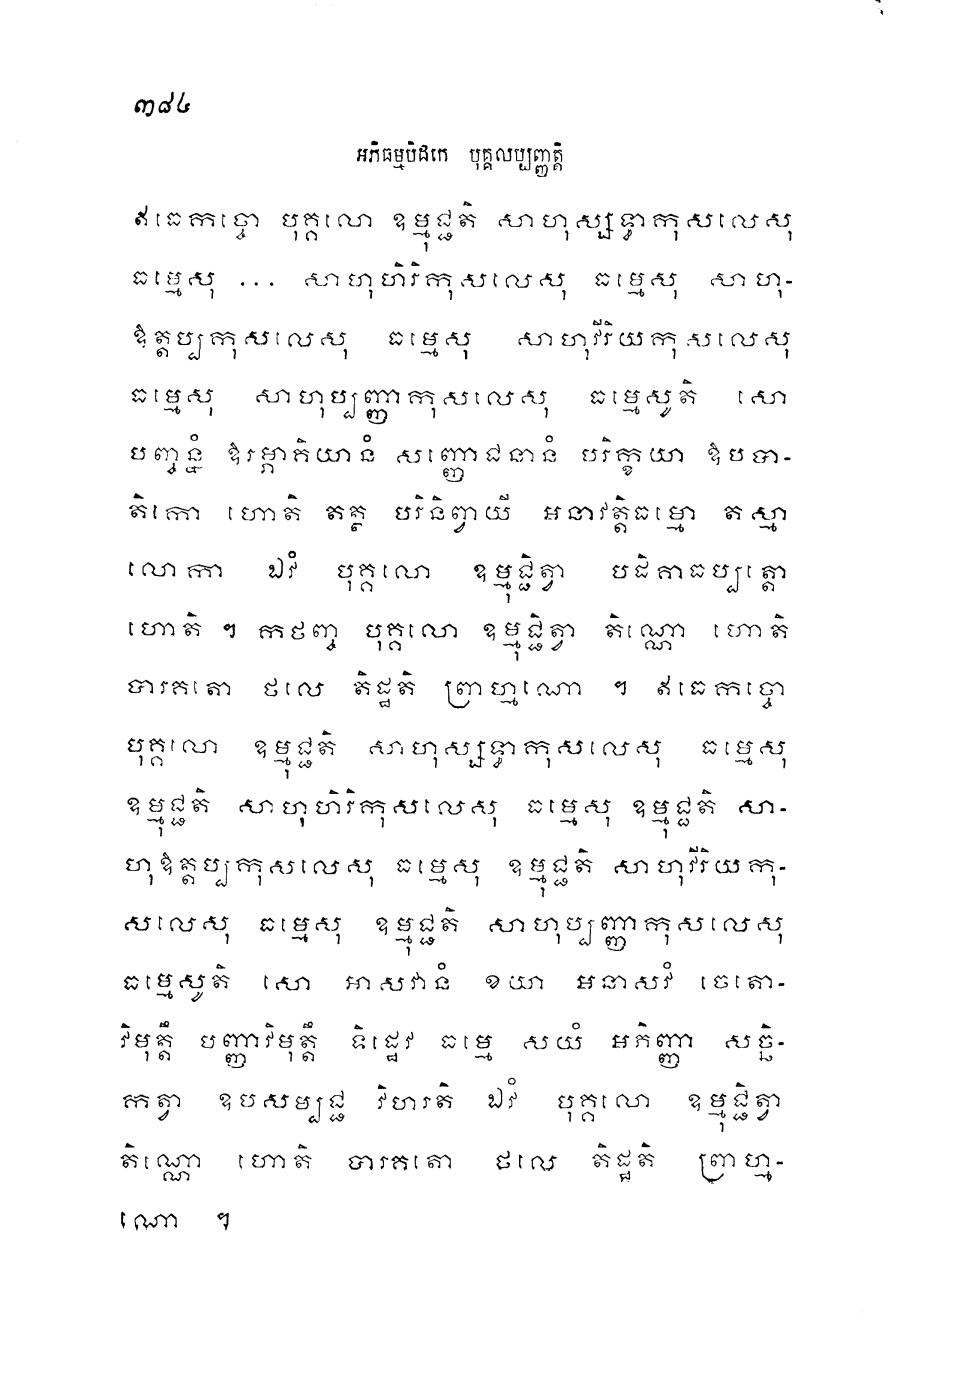 ៣៨៤
អភិធម្មបិដកេ បុគ្គលប្បញ្ញត្តិ
ឥធេកច្ចោ បុគ្គលោ ឧម្មុជ្ជតិ សាហុស្សទ្ធាកុសលេសុ
ធម្មេសុ ... សាហុហិរិកុសលេសុ ធម្មេសុ សាហុ-
ឱត្តប្បកុសលេសុ ធម្មេសុ សាហុវីរិយកុសលេសុ
ធម្មេសុ សាហុប្បញ្ញាកុសលេសុ ធម្មេសូតិ សោ
បញ្ចន្នំ ឱរម្ភាគិយានំ សញ្ញោជនានំ បរិក្ខយា ឱបបា-
តិកោ ហោតិ តត្ថ បរិនិព្វាយី អនាវត្តិធម្មោ តស្មា
លោកា ឯវំ បុគ្គលោ ឧម្មុជ្ជិត្វា បដិគាធប្បត្តោ
ហោតិ ។ កថញ្ច បុគ្គលោ ឧម្មុជ្ជិត្វា តិណ្ណោ ហោតិ
បារគតោ ថលេ តិដ្ឋតិ ព្រាហ្មណោ ។ ឥធេកច្ចោ
បុគ្គលោ ឧម្មុជ្ជតិ សាហុស្សទ្ធាកុសលេសុ ធម្មេសុ
ឧម្មុជ្ជតិ សាហុហិរិកុសលេសុ ធម្មេសុ ឧម្មុជ្ជតិ សា-
ហុឱត្តប្បកុសលេសុ ធម្មេសុ ឧម្មុជ្ជតិ សាហុវីរិយកុ-
សលេសុ ធម្មេសុ ឧម្មុជ្ជតិ សាហុប្បញ្ញាកុសលេសុ
ធម្មេសូតិ សោ អាសវានំ ខយា អនាសវំ ចេតោ-
វិមុត្តឹ បញ្ញាវិមុត្តឹ ទិដ្ឋេវ ធម្មេ សយំ អភិញ្ញា សច្ឆិ-
កត្វា ឧបសម្បជ្ជ វិហរតិ ឯវំ បុគ្គលោ ឧម្មុជ្ជិត្វា
តិណ្ណោ ហោតិ បារគតោ ថលេ តិដ្ឋតិ ព្រាហ្ម-
ណោ ។